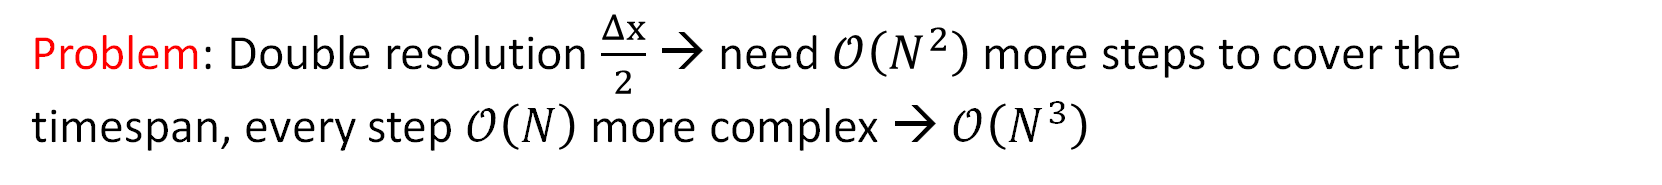 Problem: Double resolution Δx/2 → need 𝒪(N²) more steps to cover the
timespan, every step 𝒪(N) more complex → 𝒪(N³)